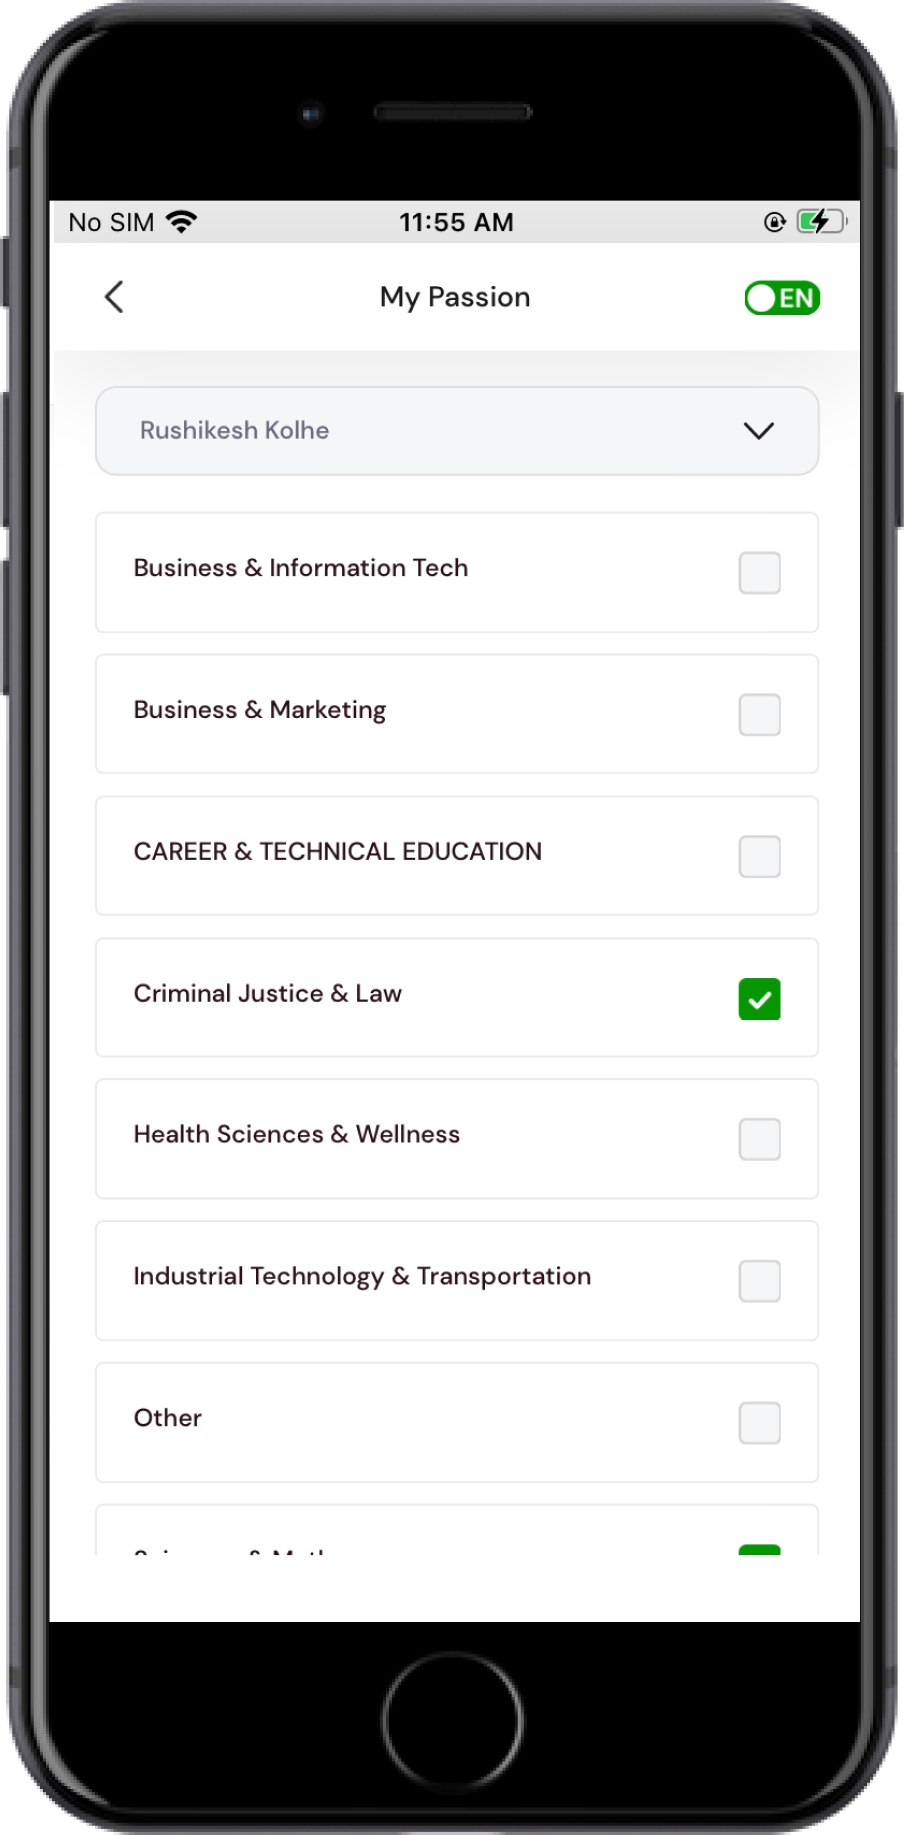 No SIM
11:55 AM
My Passion
EN
Rushikesh Kolhe
Business & Information Tech
Business & Marketing
CAREER & TECHNICAL EDUCATION
Criminal Justice & Law
Health Sciences & Wellness
Industrial Technology & Transportation
Other